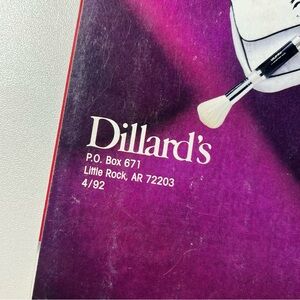 Dillard's
P.O. Box 671
Little Rock, AR 72203
4/92